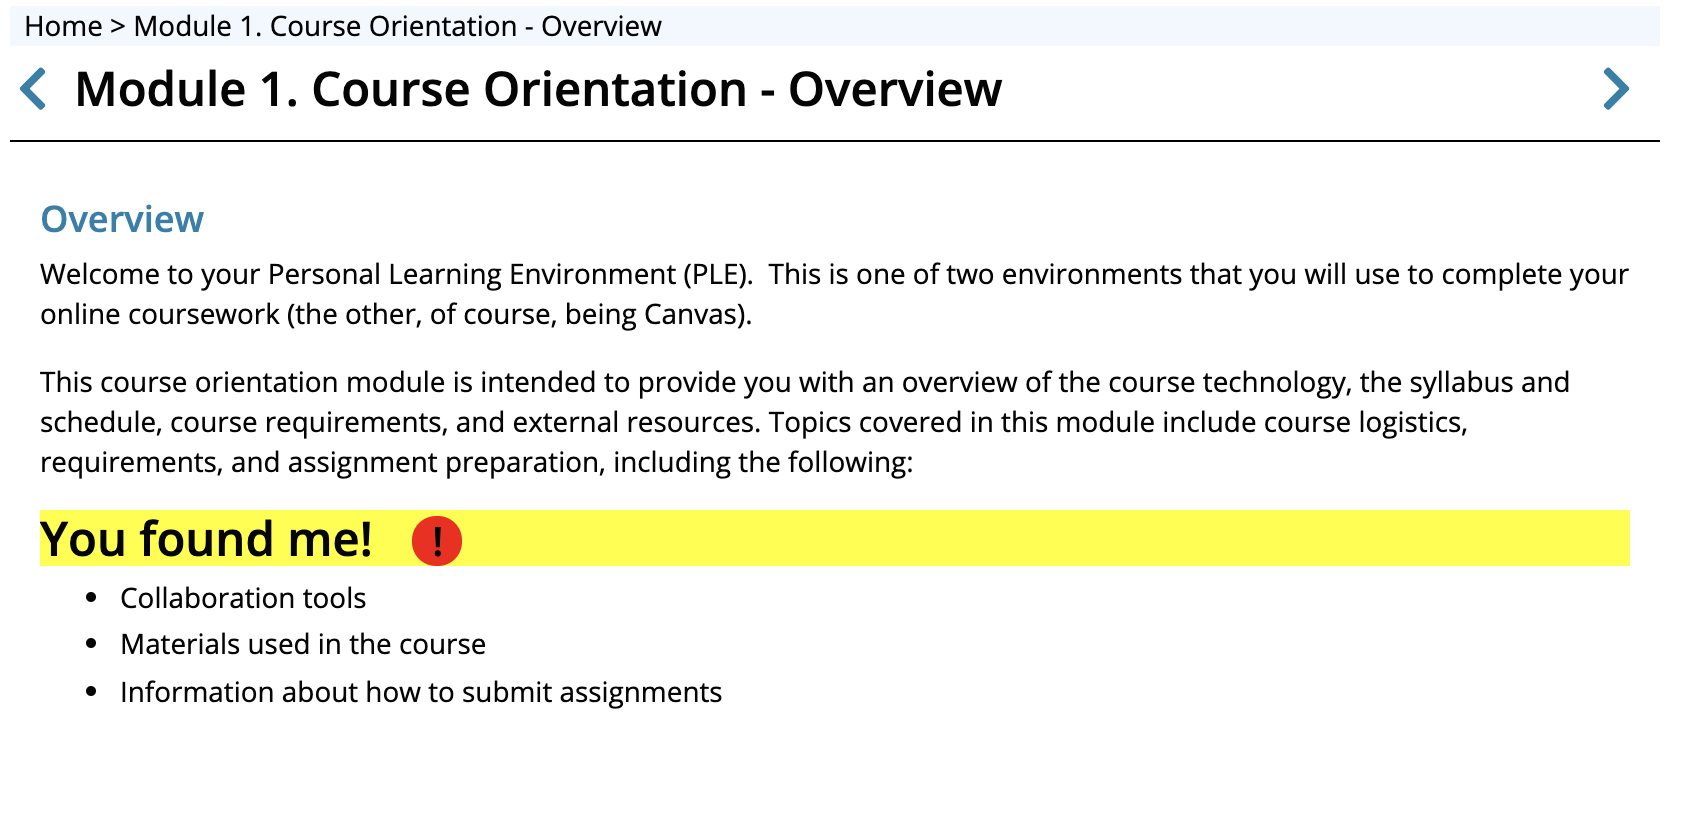 Home > Module 1. Course Orientation - Overview
Module 1. Course Orientation - Overview
Overview
Welcome to your Personal Learning Environment (PLE).  This is one of two environments that you will use to complete your
online coursework (the other, of course, being Canvas).
This course orientation module is intended to provide you with an overview of the course technology, the syllabus and
schedule, course requirements, and external resources. Topics covered in this module include course logistics,
requirements, and assignment preparation, including the following:
You found me! !
• Collaboration tools
• Materials used in the course
• Information about how to submit assignments